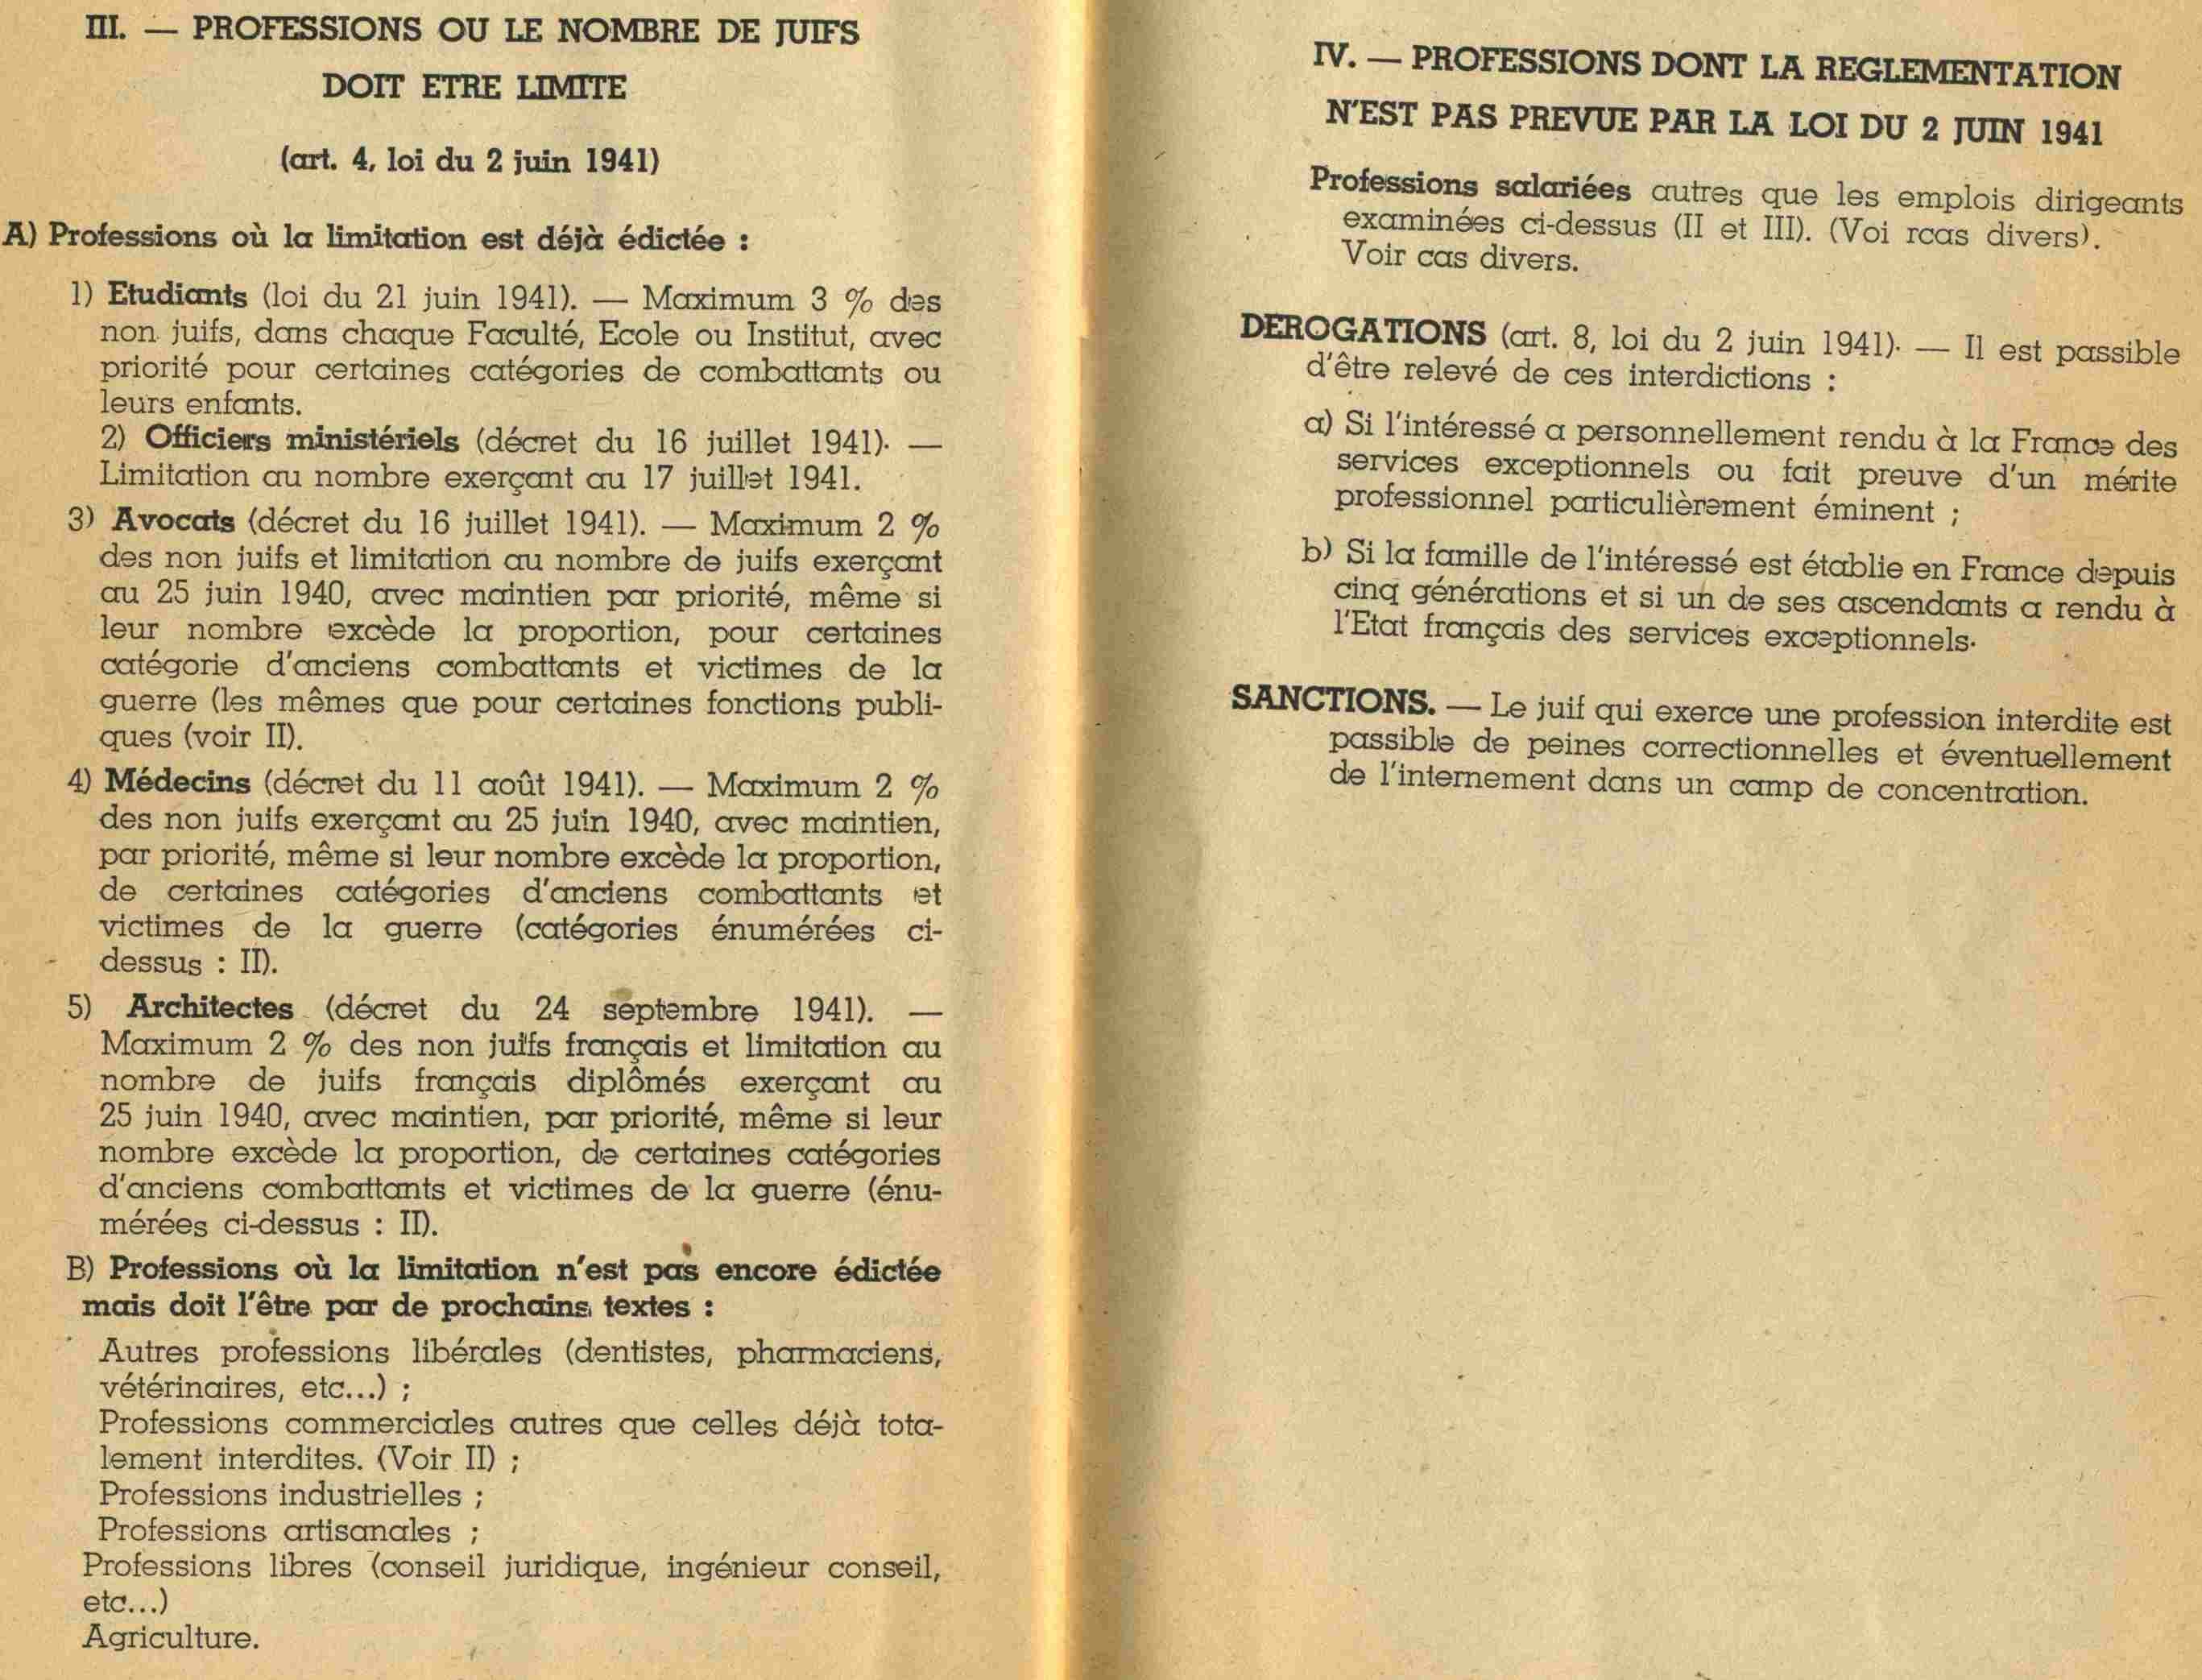 III. — PROFESSIONS OU LE NOMBRE DE JUIFS
DOIT ETRE LIMITE
(art. 4, loi du 2 juin 1941)
A) Professions où la limitation est déjà édictée :
1) Etudiants (loi du 21 juin 1941). — Maximum 3 % des
non juifs, dans chaque Faculté, Ecole ou Institut, avec
priorité pour certaines catégories de combattants ou
leurs enfants.
2) Officiers ministériels (décret du 16 juillet 1941). —
Limitation au nombre exerçant au 17 juillet 1941.
3) Avocats (décret du 16 juillet 1941). — Maximum 2 %
des non juifs et limitation au nombre de juifs exerçant
au 25 juin 1940, avec maintien par priorité, même si
leur nombre excède la proportion, pour certaines
catégorie d'anciens combattants et victimes de la
guerre (les mêmes que pour certaines fonctions publi-
ques (voir II).
4) Médecins (décret du 11 août 1941). — Maximum 2 %
des non juifs exerçant au 25 juin 1940, avec maintien,
par priorité, même si leur nombre excède la proportion,
de certaines catégories d'anciens combattants et
victimes de la guerre (catégories énumérées ci-
dessus : II).
5) Architectes (décret du 24 septembre 1941). —
Maximum 2 % des non juifs français et limitation au
nombre de juifs français diplômés exerçant au
25 juin 1940, avec maintien, par priorité, même si leur
nombre excède la proportion, de certaines catégories
d'anciens combattants et victimes de la guerre (énu-
mérées ci-dessus : II).
B) Professions où la limitation n'est pas encore édictée
mais doit l'être par de prochains textes :
Autres professions libérales (dentistes, pharmaciens,
vétérinaires, etc...) ;
Professions commerciales autres que celles déjà tota-
lement interdites. (Voir II) ;
Professions industrielles ;
Professions artisanales ;
Professions libres (conseil juridique, ingénieur conseil,
etc...)
Agriculture.
IV. — PROFESSIONS DONT LA REGLEMENTATION
N'EST PAS PREVUE PAR LA LOI DU 2 JUIN 1941
Professions salariées autres que les emplois dirigeants
examinées ci-dessus (II et III). (Voi rcas divers).
Voir cas divers.
DEROGATIONS (art. 8, loi du 2 juin 1941). — Il est passible
d'être relevé de ces interdictions :
a) Si l'intéressé a personnellement rendu à la France des
services exceptionnels ou fait preuve d'un mérite
professionnel particulièrement éminent ;
b) Si la famille de l'intéressé est établie en France depuis
cinq générations et si un de ses ascendants a rendu à
l'Etat français des services exceptionnels.
SANCTIONS. — Le juif qui exerce une profession interdite est
passible de peines correctionnelles et éventuellement
de l'internement dans un camp de concentration.